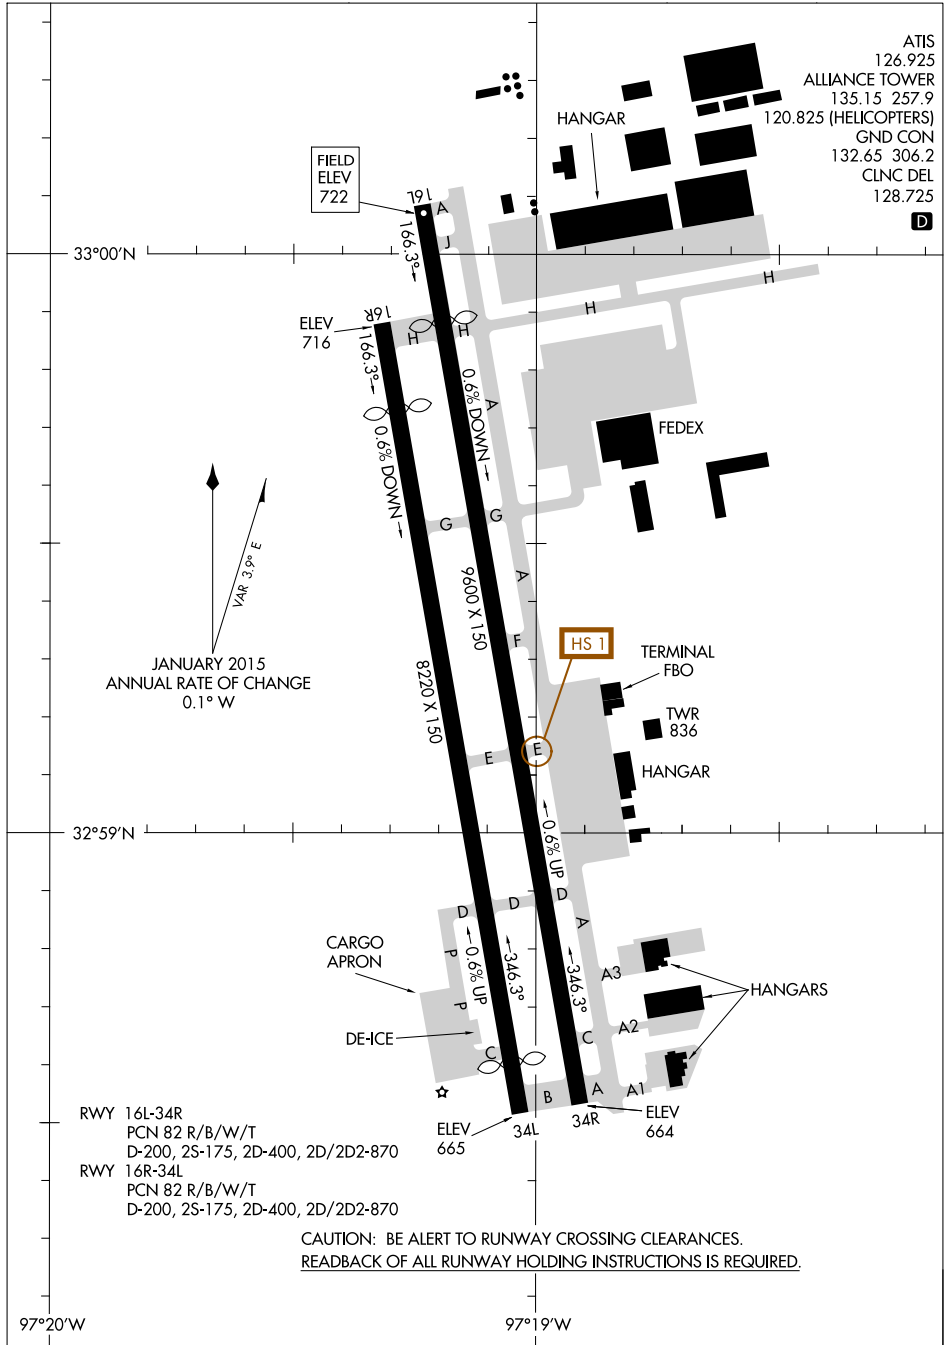 ATIS
126.925
ALLIANCE TOWER
135.15 257.9
120.825 (HELICOPTERS)
GND CON
132.65 306.2
CLNC DEL
128.725
D
HANGAR
FIELD
ELEV
722
16L
A
J
166.3°
33°00'N
H
H
ELEV
716
16R
H
H
166.3°
0.6% DOWN
A
0.6% DOWN
FEDEX
G
G
VAR 3.9° E
A
9600 X 150
F
HS 1
JANUARY 2015
ANNUAL RATE OF CHANGE
0.1° W
8220 X 150
TERMINAL
FBO
TWR
836
E
E
HANGAR
32°59'N
0.6% UP
D
D
D
A
CARGO
APRON
P
P
0.6% UP
346.3°
346.3°
A3
HANGARS
DE-ICE
C
C
A2
B
A
A1
RWY 16L-34R
PCN 82 R/B/W/T
D-200, 2S-175, 2D-400, 2D/2D2-870
RWY 16R-34L
PCN 82 R/B/W/T
D-200, 2S-175, 2D-400, 2D/2D2-870
ELEV
665
34L
34R
ELEV
664
CAUTION: BE ALERT TO RUNWAY CROSSING CLEARANCES.
READBACK OF ALL RUNWAY HOLDING INSTRUCTIONS IS REQUIRED.
97°20'W
97°19'W